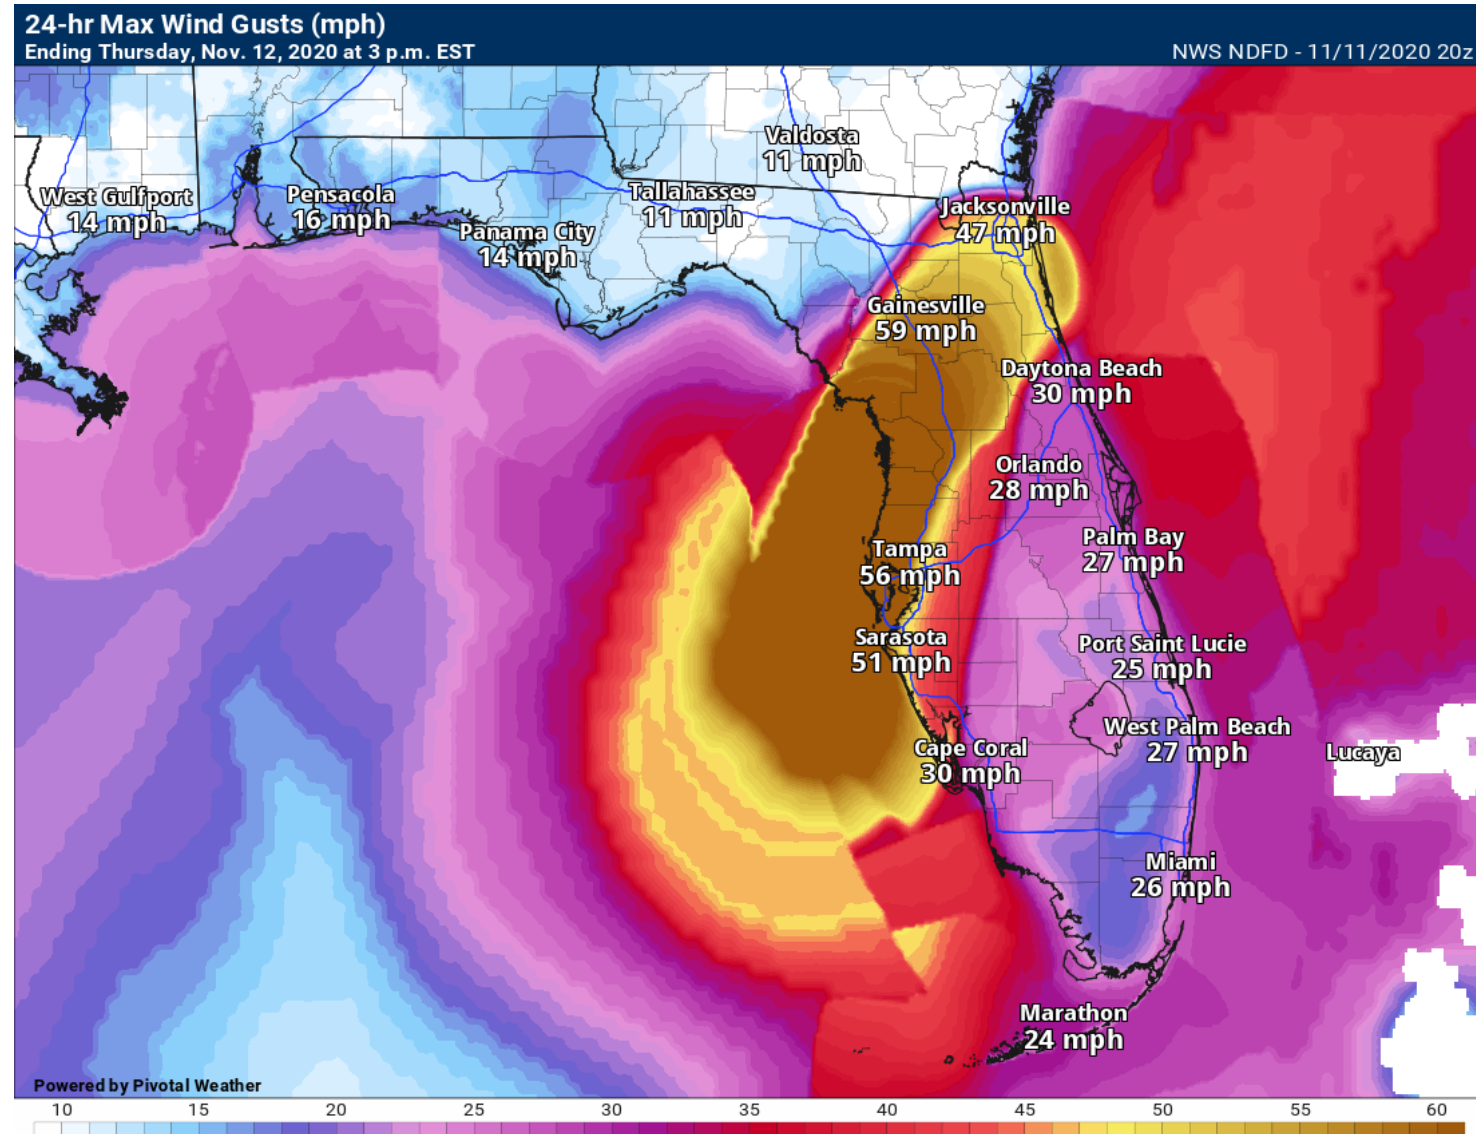 24-hr Max Wind Gusts (mph)
Ending Thursday, Nov. 12, 2020 at 3 p.m. EST
NWS NDFD - 11/11/2020 20z
Valdosta
11 mph
West Gulfport
14 mph
Pensacola
16 mph
Tallahassee
11 mph
Panama City
14 mph
Jacksonville
47 mph
Gainesville
59 mph
Daytona Beach
30 mph
Orlando
28 mph
Palm Bay
27 mph
Tampa
56 mph
Sarasota
51 mph
Port Saint Lucie
25 mph
West Palm Beach
27 mph
Lucaya
Cape Coral
30 mph
Miami
26 mph
Marathon
24 mph
Powered by Pivotal Weather
10 15 20 25 30 35 40 45 50 55 60